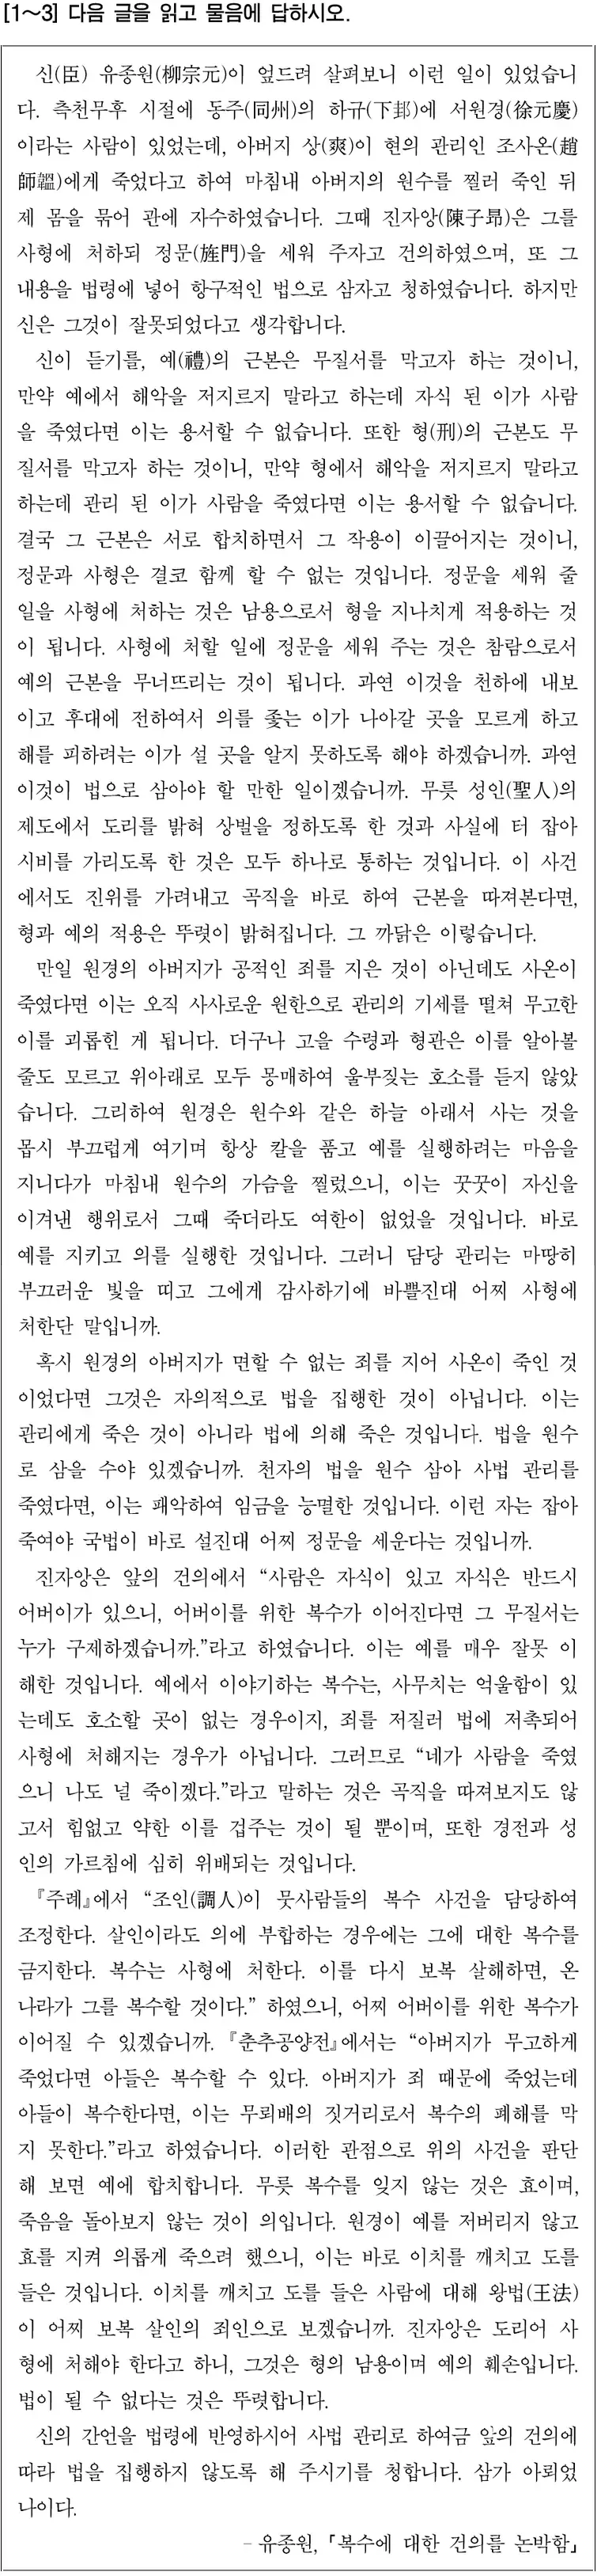 [1～3] 다음 글을 읽고 물음에 답하시오.
신(臣) 유종원(柳宗元)이 엎드려 살펴보니 이런 일이 있었습니
다. 측천무후 시절에 동주(同州)의 하규(下邽)에 서원경(徐元慶)
이라는 사람이 있었는데, 아버지 상(爽)이 현의 관리인 조사온(趙
師韞)에게 죽었다고 하여 마침내 아버지의 원수를 찔러 죽인 뒤
제 몸을 묶어 관에 자수하였습니다. 그때 진자앙(陳子昻)은 그를
사형에 처하되 정문(旌門)을 세워 주자고 건의하였으며, 또 그
내용을 법령에 넣어 항구적인 법으로 삼자고 청하였습니다. 하지만
신은 그것이 잘못되었다고 생각합니다.
신이 듣기를, 예(禮)의 근본은 무질서를 막고자 하는 것이니,
만약 예에서 해악을 저지르지 말라고 하는데 자식 된 이가 사람
을 죽였다면 이는 용서할 수 없습니다. 또한 형(刑)의 근본도 무
질서를 막고자 하는 것이니, 만약 형에서 해악을 저지르지 말라고
하는데 관리 된 이가 사람을 죽였다면 이는 용서할 수 없습니다.
결국 그 근본은 서로 합치하면서 그 작용이 이끌어지는 것이니,
정문과 사형은 결코 함께 할 수 없는 것입니다. 정문을 세워 줄
일을 사형에 처하는 것은 남용으로서 형을 지나치게 적용하는 것
이 됩니다. 사형에 처할 일에 정문을 세워 주는 것은 참람으로서
예의 근본을 무너뜨리는 것이 됩니다. 과연 이것을 천하에 내보
이고 후대에 전하여서 의를 좇는 이가 나아갈 곳을 모르게 하고
해를 피하려는 이가 설 곳을 알지 못하도록 해야 하겠습니까. 과연
이것이 법으로 삼아야 할 만한 일이겠습니까. 무릇 성인(聖人)의
제도에서 도리를 밝혀 상벌을 정하도록 한 것과 사실에 터 잡아
시비를 가리도록 한 것은 모두 하나로 통하는 것입니다. 이 사건
에서도 진위를 가려내고 곡직을 바로 하여 근본을 따져본다면,
형과 예의 적용은 뚜렷이 밝혀집니다. 그 까닭은 이렇습니다.
만일 원경의 아버지가 공적인 죄를 지은 것이 아닌데도 사온이
죽였다면 이는 오직 사사로운 원한으로 관리의 기세를 떨쳐 무고한
이를 괴롭힌 게 됩니다. 더구나 고을 수령과 형관은 이를 알아볼
줄도 모르고 위아래로 모두 몽매하여 울부짖는 호소를 듣지 않았
습니다. 그리하여 원경은 원수와 같은 하늘 아래서 사는 것을
몹시 부끄럽게 여기며 항상 칼을 품고 예를 실행하려는 마음을
지니다가 마침내 원수의 가슴을 찔렀으니, 이는 꿋꿋이 자신을
이겨낸 행위로서 그때 죽더라도 여한이 없었을 것입니다. 바로
예를 지키고 의를 실행한 것입니다. 그러니 담당 관리는 마땅히
부끄러운 빛을 띠고 그에게 감사하기에 바쁠진대 어찌 사형에
처한단 말입니까.
혹시 원경의 아버지가 면할 수 없는 죄를 지어 사온이 죽인 것
이었다면 그것은 자의적으로 법을 집행한 것이 아닙니다. 이는
관리에게 죽은 것이 아니라 법에 의해 죽은 것입니다. 법을 원수
로 삼을 수야 있겠습니까. 천자의 법을 원수 삼아 사법 관리를
죽였다면, 이는 패악하여 임금을 능멸한 것입니다. 이런 자는 잡아
죽여야 국법이 바로 설진대 어찌 정문을 세운다는 것입니까.
진자앙은 앞의 건의에서 “사람은 자식이 있고 자식은 반드시
어버이가 있으니, 어버이를 위한 복수가 이어진다면 그 무질서는
누가 구제하겠습니까.”라고 하였습니다. 이는 예를 매우 잘못 이
해한 것입니다. 예에서 이야기하는 복수는, 사무치는 억울함이 있
는데도 호소할 곳이 없는 경우이지, 죄를 저질러 법에 저촉되어
사형에 처해지는 경우가 아닙니다. 그러므로 “네가 사람을 죽였
으니 나도 널 죽이겠다.”라고 말하는 것은 곡직을 따져보지도 않
고서 힘없고 약한 이를 겁주는 것이 될 뿐이며, 또한 경전과 성
인의 가르침에 심히 위배되는 것입니다.
『주례』에서 “조인(調人)이 뭇사람들의 복수 사건을 담당하여
조정한다. 살인이라도 의에 부합하는 경우에는 그에 대한 복수를
금지한다. 복수는 사형에 처한다. 이를 다시 보복 살해하면, 온
나라가 그를 복수할 것이다.” 하였으니, 어찌 어버이를 위한 복수가
이어질 수 있겠습니까. 『춘추공양전』에서는 “아버지가 무고하게
죽었다면 아들은 복수할 수 있다. 아버지가 죄 때문에 죽었는데
아들이 복수한다면, 이는 무뢰배의 짓거리로서 복수의 폐해를 막
지 못한다.”라고 하였습니다. 이러한 관점으로 위의 사건을 판단
해 보면 예에 합치합니다. 무릇 복수를 잊지 않는 것은 효이며,
죽음을 돌아보지 않는 것이 의입니다. 원경이 예를 저버리지 않고
효를 지켜 의롭게 죽으려 했으니, 이는 바로 이치를 깨치고 도를
들은 것입니다. 이치를 깨치고 도를 들은 사람에 대해 왕법(王法)
이 어찌 보복 살인의 죄인으로 보겠습니까. 진자앙은 도리어 사
형에 처해야 한다고 하니, 그것은 형의 남용이며 예의 훼손입니다.
법이 될 수 없다는 것은 뚜렷합니다.
신의 간언을 법령에 반영하시어 사법 관리로 하여금 앞의 건의에
따라 법을 집행하지 않도록 해 주시기를 청합니다. 삼가 아뢰었
나이다.
- 유종원, 「복수에 대한 건의를 논박함」